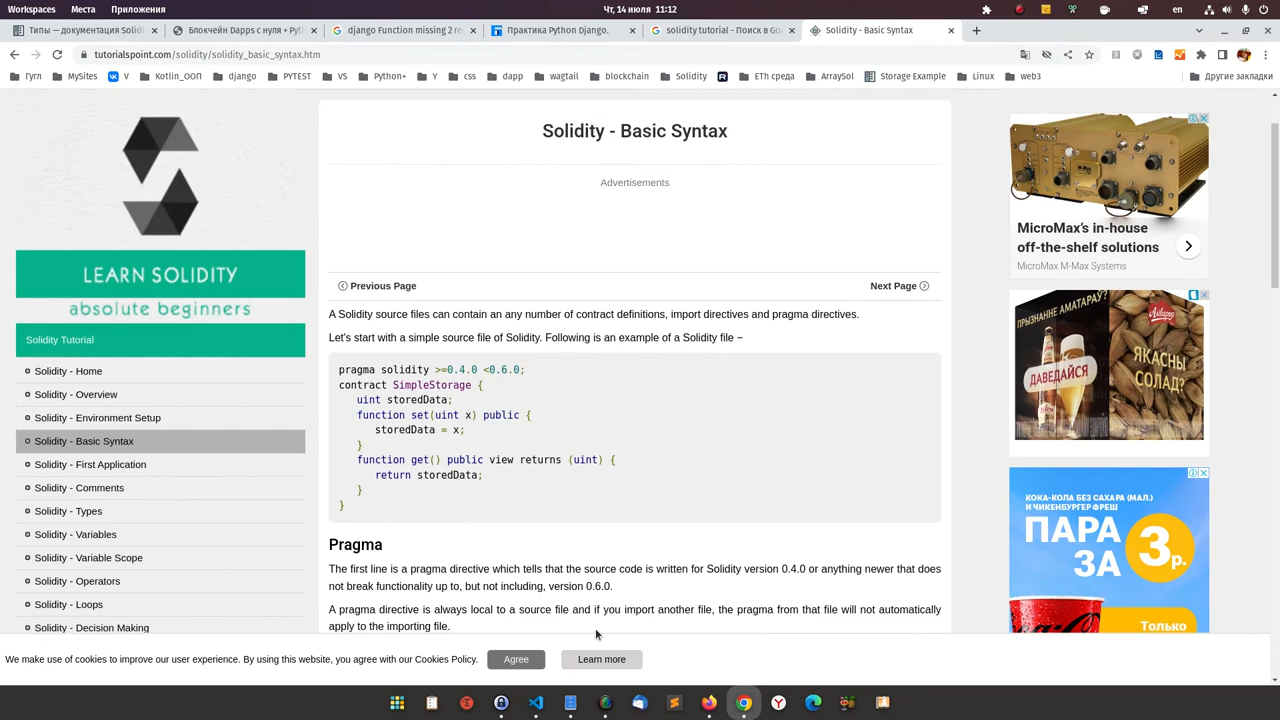 Workspaces Места Приложения
Чт, 14 июля 11:12
en
Типы — документация Solid
Блокчейн Dapps с нуля + Pyt
django Function missing 2 re
Практика Python Django.
solidity tutorial - Поиск в Go
Solidity - Basic Syntax
tutorialspoint.com/solidity/solidity_basic_syntax.htm
Гугл MySites V Kotlin_ООП django PYTEST VS Python+ Y css dapp wagtail blockchain Solidity ETh среда ArraySol Storage Example Linux web3 Другие закладки
LEARN SOLIDITY
absolute beginners
Solidity Tutorial
Solidity - Home
Solidity - Overview
Solidity - Environment Setup
Solidity - Basic Syntax
Solidity - First Application
Solidity - Comments
Solidity - Types
Solidity - Variables
Solidity - Variable Scope
Solidity - Operators
Solidity - Loops
Solidity - Decision Making
Solidity - Basic Syntax
Advertisements
Previous Page
Next Page
A Solidity source files can contain an any number of contract definitions, import directives and pragma directives.
Let's start with a simple source file of Solidity. Following is an example of a Solidity file −
pragma solidity >=0.4.0 <0.6.0;
contract SimpleStorage {
uint storedData;
function set(uint x) public {
storedData = x;
}
function get() public view returns (uint) {
return storedData;
}
}
Pragma
The first line is a pragma directive which tells that the source code is written for Solidity version 0.4.0 or anything newer that does
not break functionality up to, but not including, version 0.6.0.
A pragma directive is always local to a source file and if you import another file, the pragma from that file will not automatically
apply to the importing file.
MicroMax's in-house
off-the-shelf solutions
MicroMax M-Max Systems
ПРЫЗНАННЕ АМАТАРАЎ?
ДАВЕДАЙСЯ
ЯКАСНЫ
СОЛАД?
КОКА-КОЛА БЕЗ САХАРА (МАЛ.)
И ЧИКЕНБУРГЕР ФРЕШ
ПАРА
ЗА
3р.
Только
We make use of cookies to improve our user experience. By using this website, you agree with our Cookies Policy.
Agree
Learn more